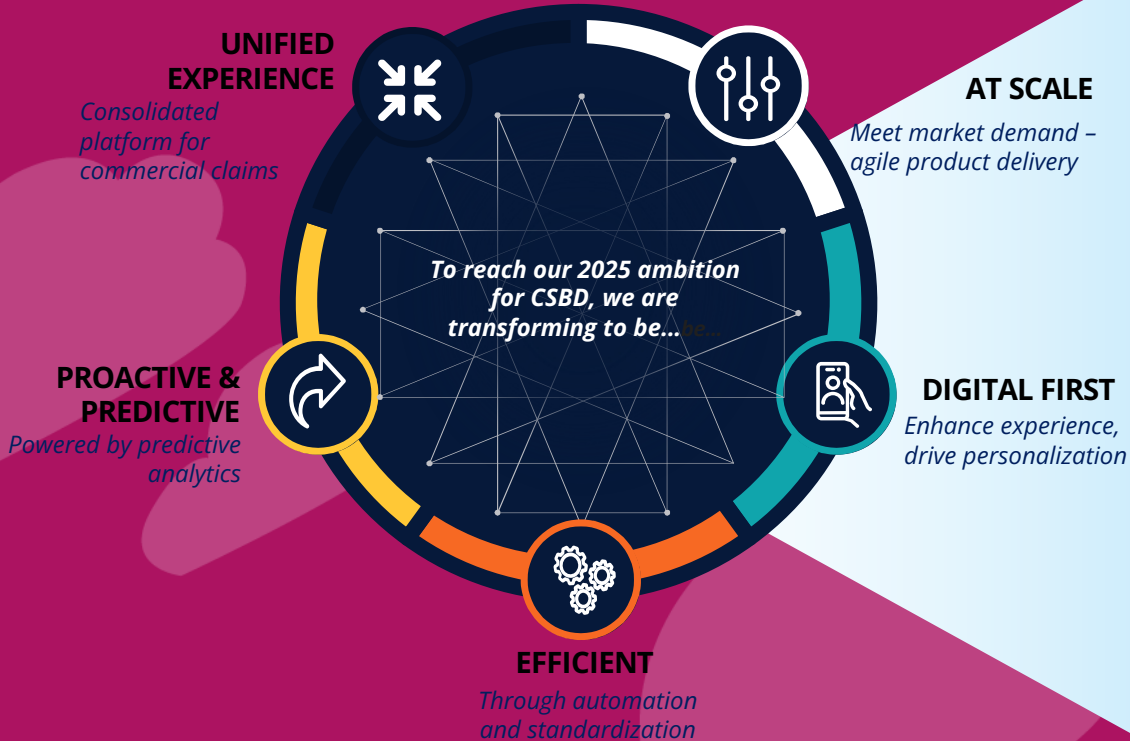 UNIFIED
EXPERIENCE
Consolidated
platform for
commercial claims
AT SCALE
Meet market demand –
agile product delivery
To reach our 2025 ambition
for CSBD, we are
transforming to be...be...
PROACTIVE &
PREDICTIVE
Powered by predictive
analytics
DIGITAL FIRST
Enhance experience,
drive personalization
EFFICIENT
Through automation
and standardization